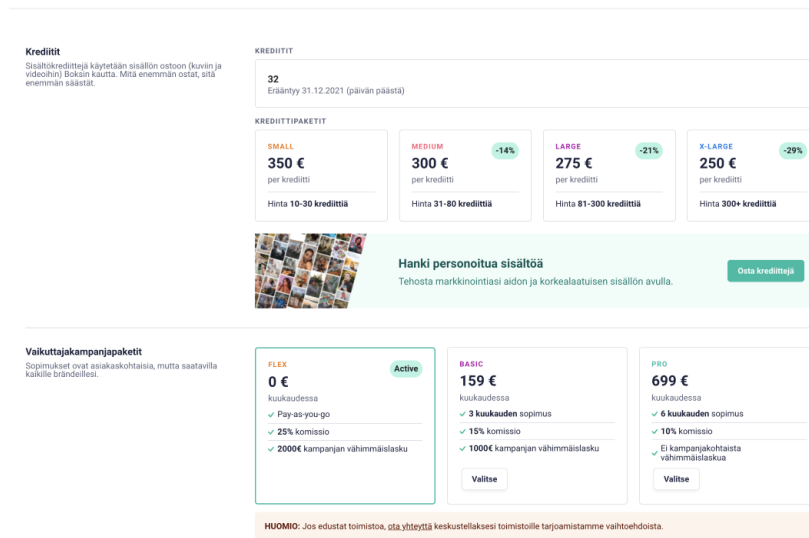 Krediitit
Sisältökrediittejä käytetään sisällön ostoon (kuviin ja
videoihin) Boksin kautta. Mitä enemmän ostat, sitä
enemmän säästät.
KREDIITIT
32
Erääntyy 31.12.2021 (päivän päästä)
KREDIITTIPAKETIT
SMALL
350 €
per krediitti
Hinta 10-30 krediittiä
MEDIUM
-14%
300 €
per krediitti
Hinta 31-80 krediittiä
LARGE
-21%
275 €
per krediitti
Hinta 81-300 krediittiä
X-LARGE
-29%
250 €
per krediitti
Hinta 300+ krediittiä
Hanki personoitua sisältöä
Tehosta markkinointiasi aidon ja korkealaatuisen sisällön avulla.
Osta krediittejä
Vaikuttajakampanjapaketit
Sopimukset ovat asiakaskohtaisia, mutta saatavilla
kaikille brändeillesi.
FLEX
Active
0 €
kuukaudessa
Pay-as-you-go
25% komissio
2000€ kampanjan vähimmäislasku
BASIC
159 €
kuukaudessa
3 kuukauden sopimus
15% komissio
1000€ kampanjan vähimmäislasku
Valitse
PRO
699 €
kuukaudessa
6 kuukauden sopimus
10% komissio
Ei kampanjakohtaista
vähimmäislaskua
Valitse
HUOMIO: Jos edustat toimistoa, ota yhteyttä keskustellaksesi toimistoille tarjoamistamme vaihtoehdoista.